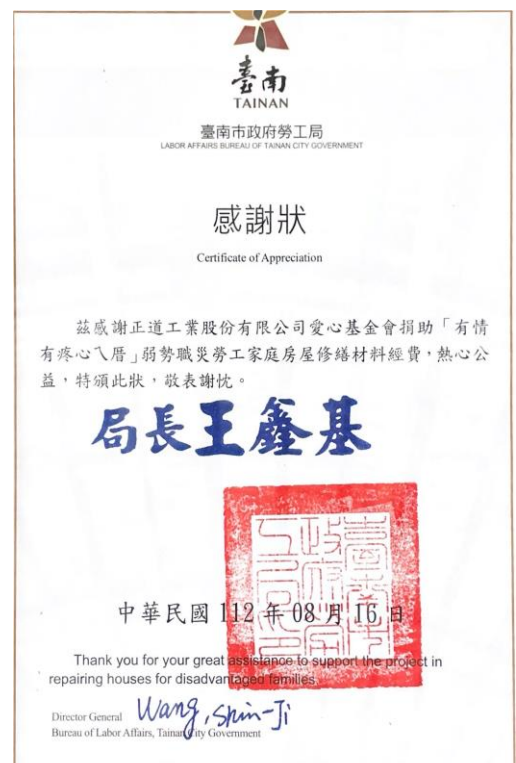 臺南
TAINAN
臺南市政府勞工局
LABOR AFFAIRS BUREAU OF TAINAN CITY GOVERNMENT
感謝狀
Certificate of Appreciation
茲感謝正道工業股份有限公司愛心基金會捐助「有情
有疼心ㄟ厝」弱勢職災勞工家庭房屋修繕材料經費，熱心公
益，特頒此狀，敬表謝忱。
局長王鑫基
中華民國 112 年 08 月 16 日
Thank you for your great assistance to support the project in
repairing houses for disadvantaged families.
Director General Wang, Shin-Ji
Bureau of Labor Affairs, Tainan City Government